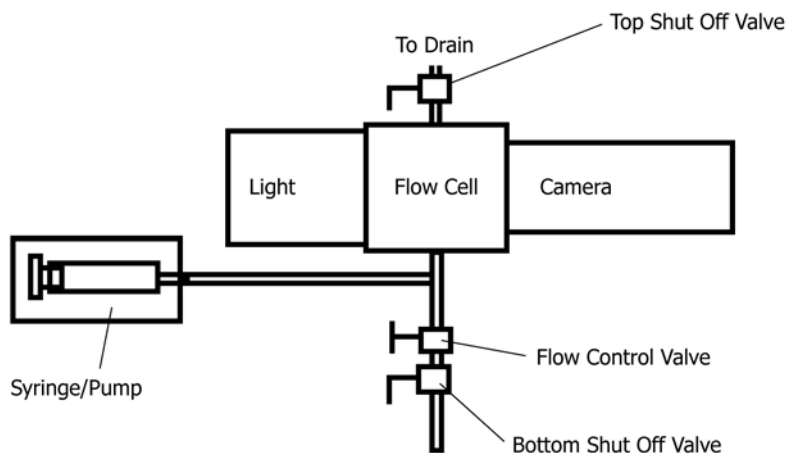 Top Shut Off Valve
To Drain
Light
Flow Cell
Camera
Syringe/Pump
Flow Control Valve
Bottom Shut Off Valve